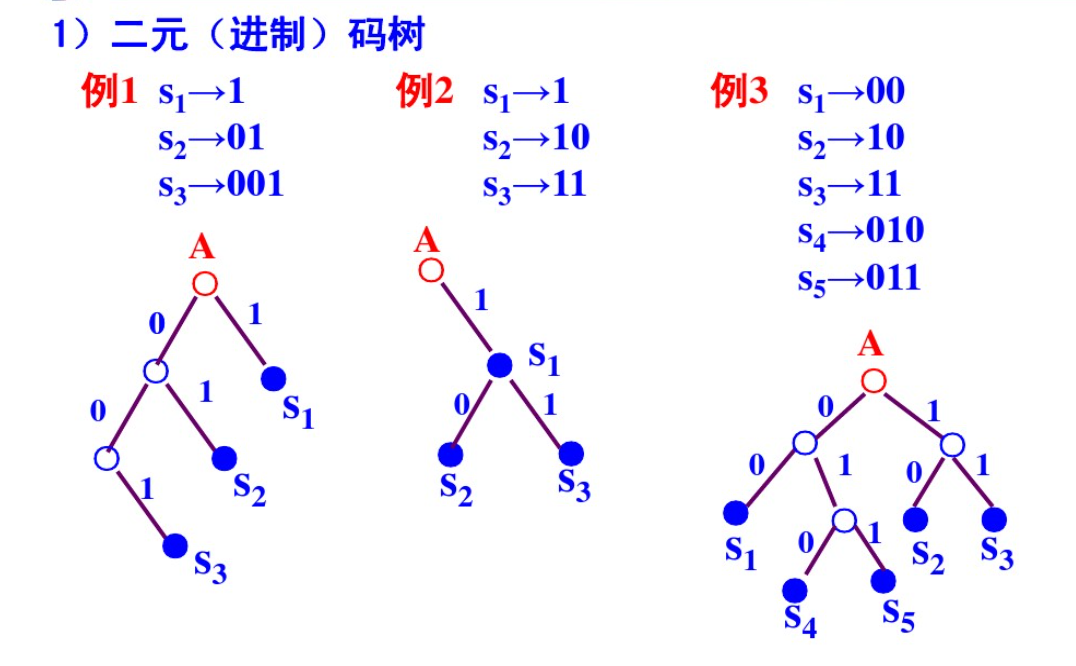 1）二元（进制）码树
例1 s₁→1
s₂→01
s₃→001
例2 s₁→1
s₂→10
s₃→11
例3 s₁→00
s₂→10
s₃→11
s₄→010
s₅→011
A
0 1
0 1
s₁
1
s₂
s₃
A
1
s₁
0 1
s₂ s₃
A
0 1
0 1 0 1
s₁ 0 1 s₂ s₃
s₄ s₅